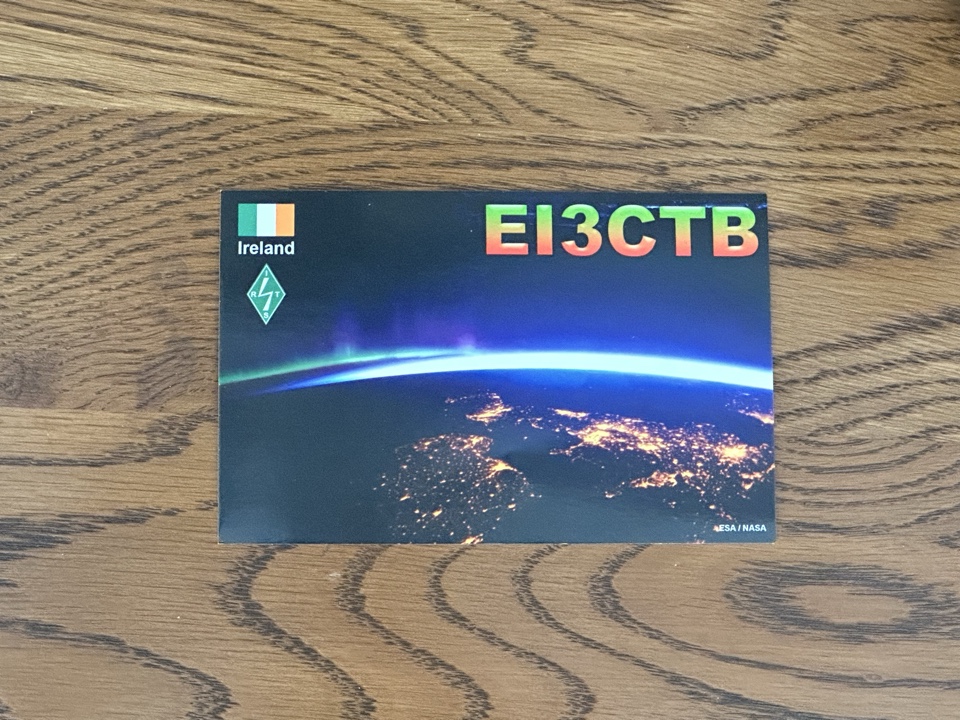 EI3CTB
Ireland
I
R T
S
ESA / NASA